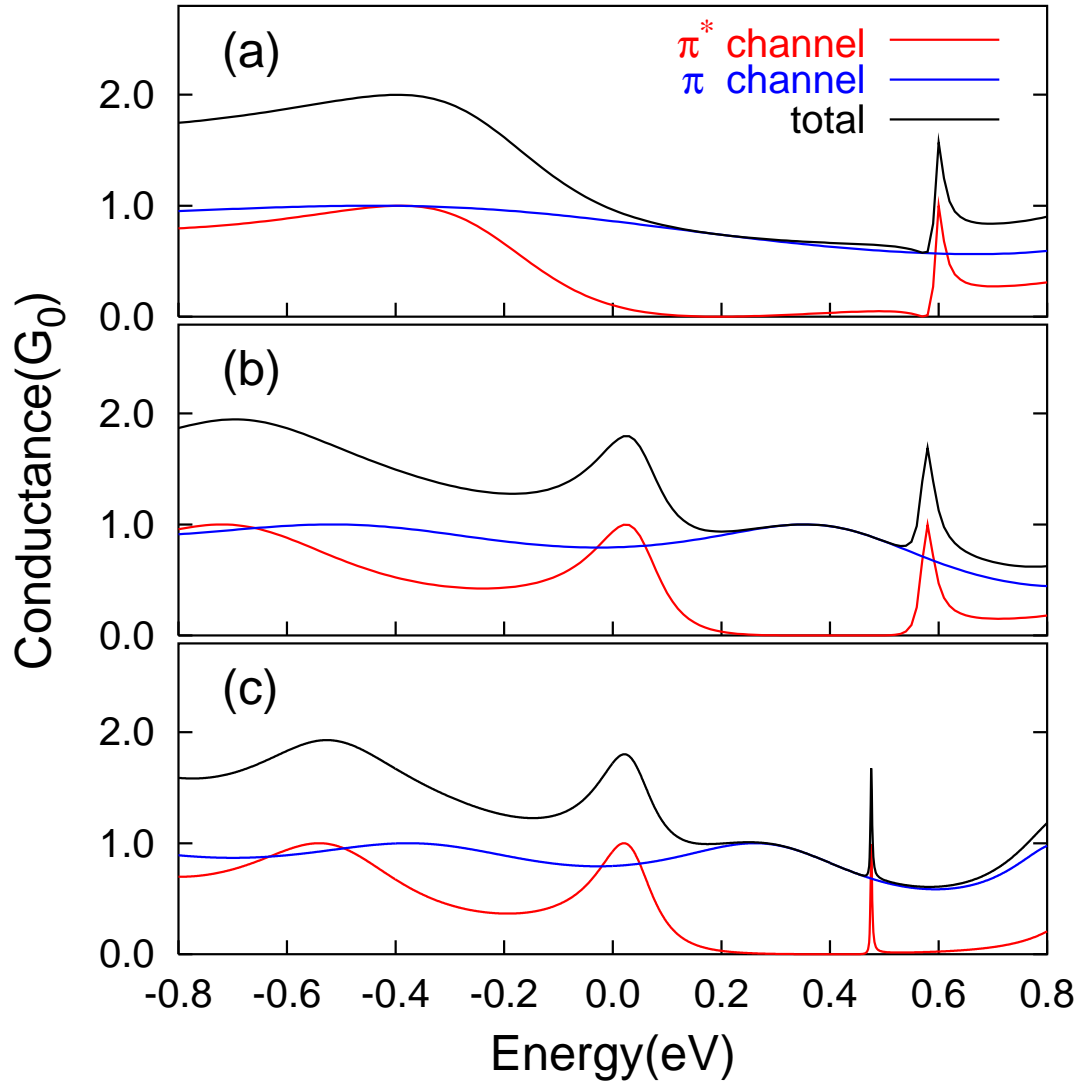 (a)
π* channel
π channel
total
2.0
1.0
0.0
(b)
2.0
1.0
0.0
(c)
2.0
1.0
0.0
-0.8 -0.6 -0.4 -0.2 0.0 0.2 0.4 0.6 0.8
Energy(eV)
Conductance(G₀)